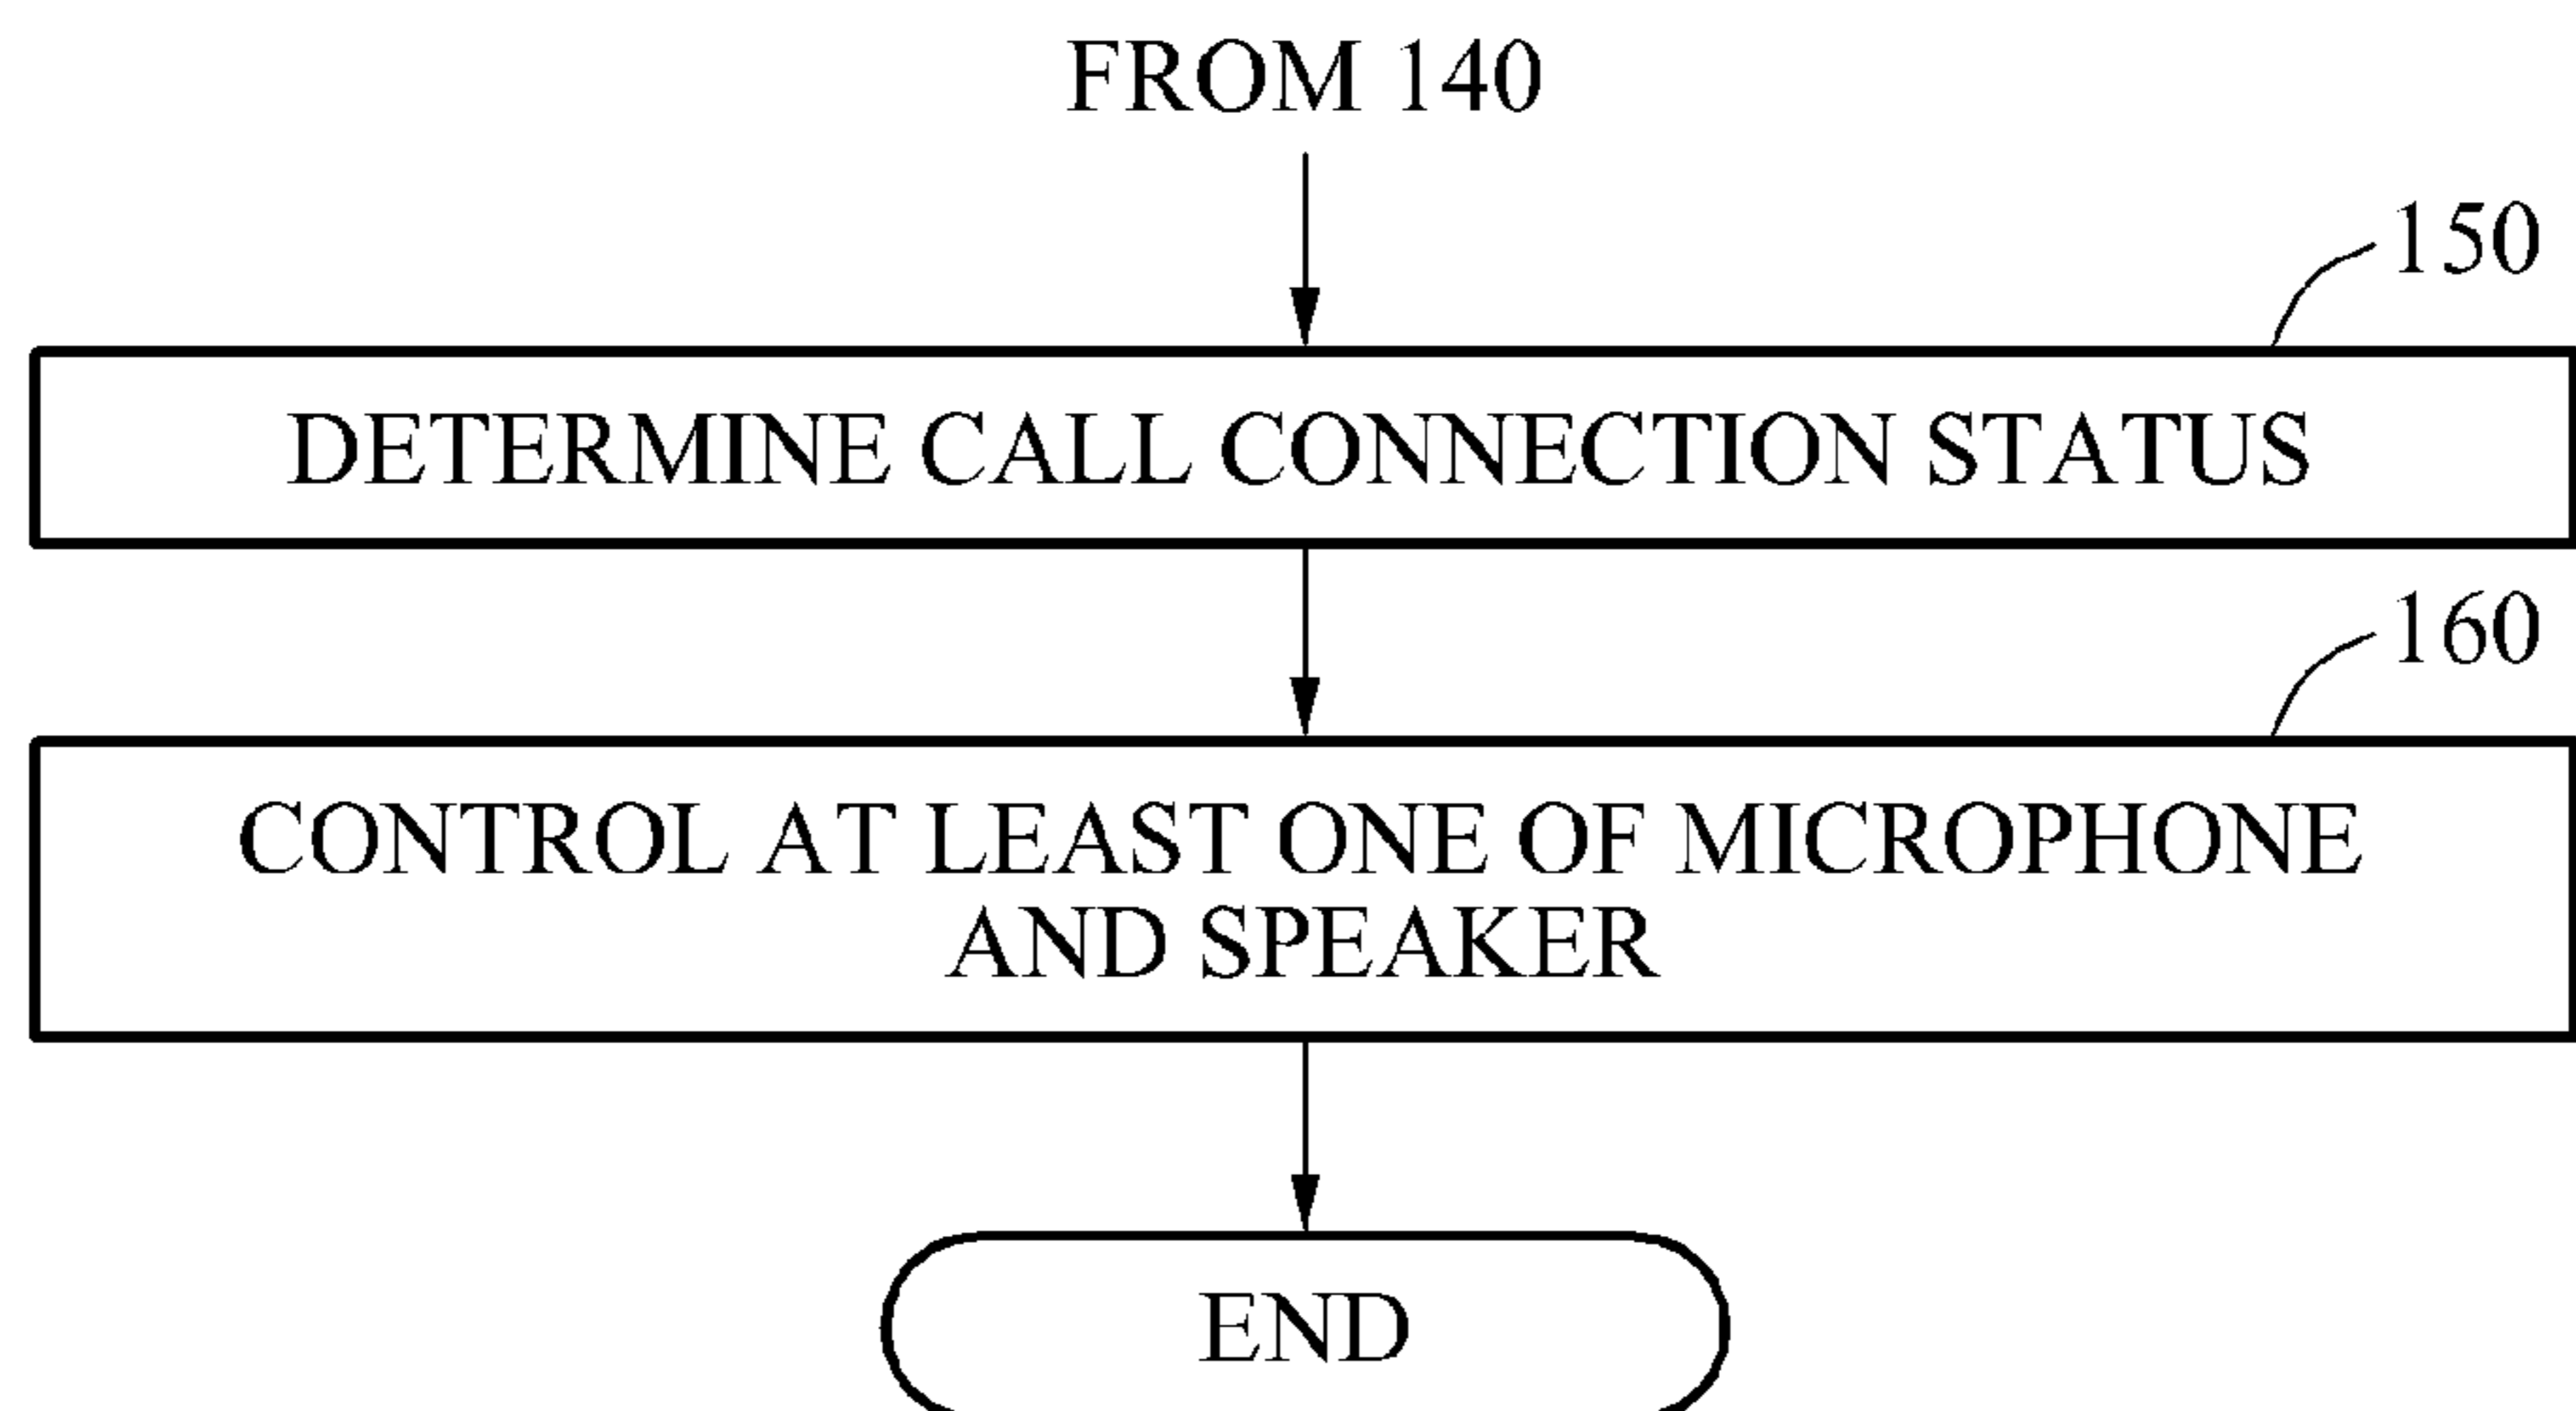 FROM 140
150
DETERMINE CALL CONNECTION STATUS
160
CONTROL AT LEAST ONE OF MICROPHONE
AND SPEAKER
END